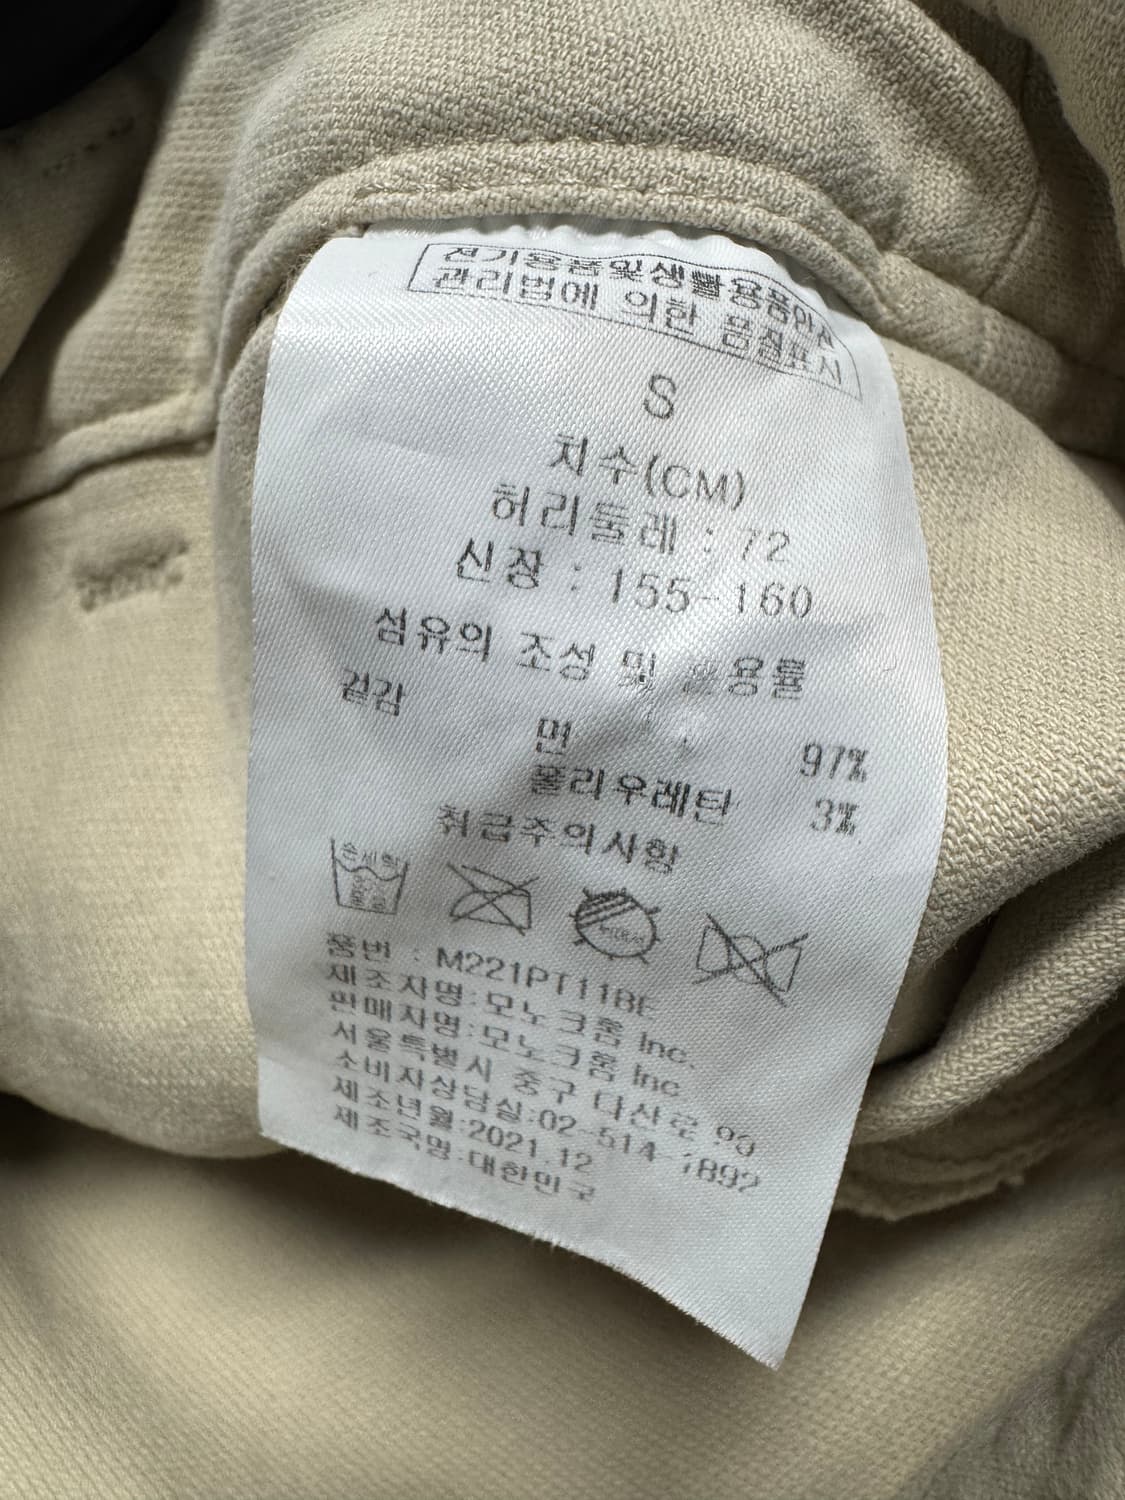 전기용품및생활용품안전
관리법에 의한 품질표시
S
치수(CM)
허리둘레 : 72
신장 : 155-160
섬유의 조성 및 혼용률
겉감
면 97%
폴리우레탄 3%
취급주의사항
손세탁
품번 : M221PT11BE
제조자명:모노크롬 Inc.
판매자명:모노크롬 Inc.
서울특별시 중구 다산로 90
소비자상담실:02-514-1892
제조년월:2021.12
제조국명:대한민국